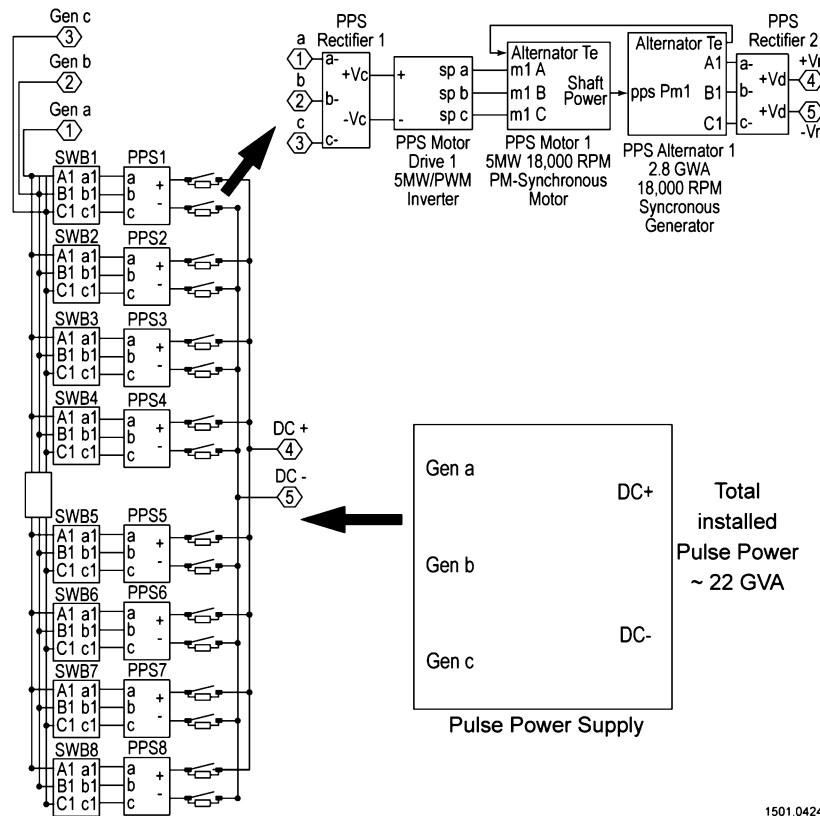 Gen c
3
Gen b
2
Gen a
1
SWB1 PPS1
A1 a1 a +
B1 b1 b
C1 c1 c -
SWB2 PPS2
A1 a1 a +
B1 b1 b
C1 c1 c -
SWB3 PPS3
A1 a1 a +
B1 b1 b
C1 c1 c -
SWB4 PPS4
A1 a1 a +
B1 b1 b
C1 c1 c -
SWB5 PPS5
A1 a1 a +
B1 b1 b
C1 c1 c -
SWB6 PPS6
A1 a1 a +
B1 b1 b
C1 c1 c -
SWB7 PPS7
A1 a1 a +
B1 b1 b
C1 c1 c -
SWB8 PPS8
A1 a1 a +
B1 b1 b
C1 c1 c -
DC +
4
DC -
5
a
1
b
2
c
3
PPS
Rectifier 1
a- +Vc
b-
c- -Vc
+ sp a
sp b
- sp c
PPS Motor
Drive 1
5MW/PWM
Inverter
Alternator Te
m1 A
m1 B
m1 C
Shaft
Power
PPS Motor 1
5MW 18,000 RPM
PM-Synchronous
Motor
Alternator Te
A1
pps Pm1 B1
C1
PPS Alternator 1
2.8 GWA
18,000 RPM
Syncronous
Generator
PPS
Rectifier 2
a- +Vd
b-
c- +Vd
+Vr
4
5
-Vr
Gen a
Gen b
Gen c
DC+
DC-
Pulse Power Supply
Total
installed
Pulse Power
~ 22 GVA
1501.0424